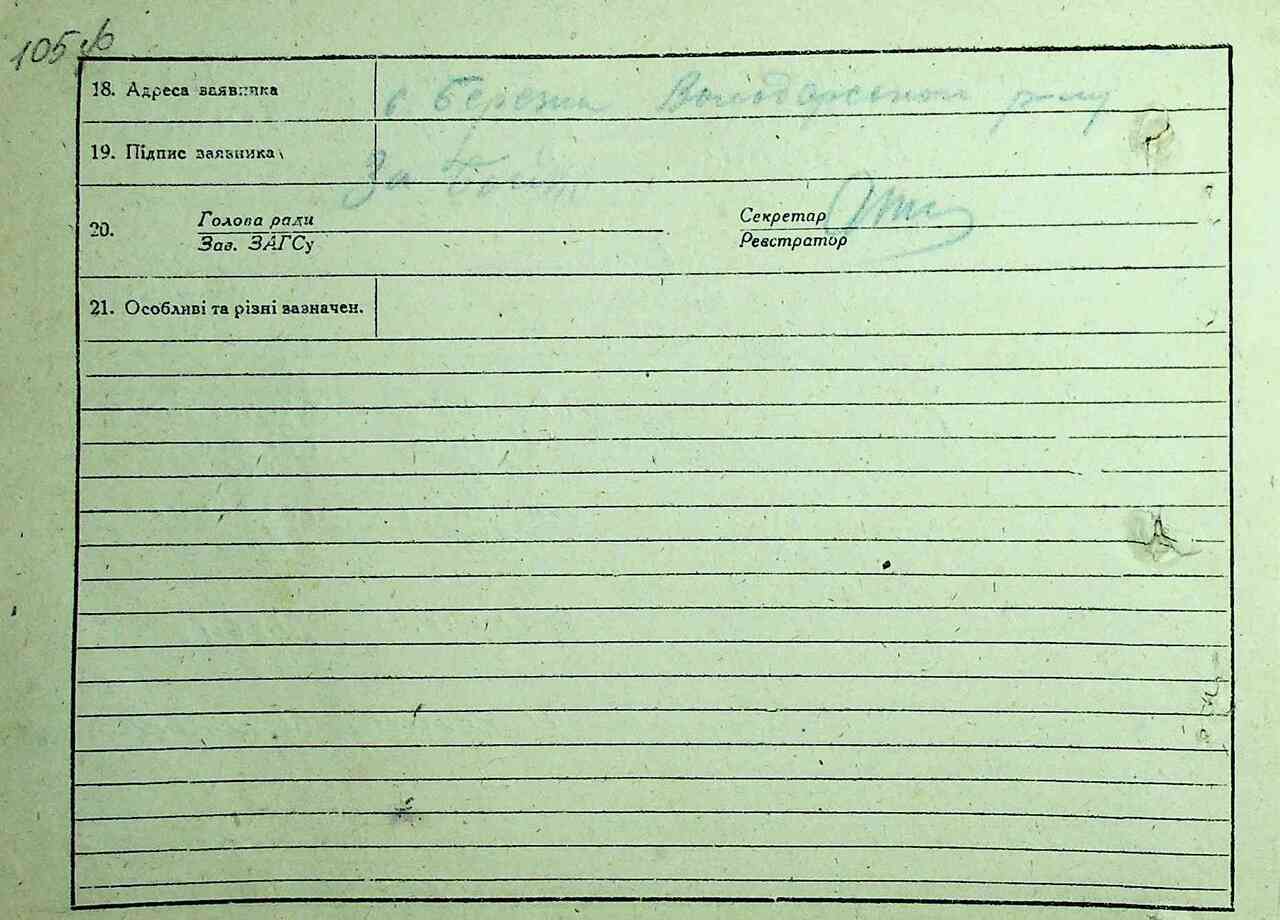 105
18. Адреса заявника с Березна Володарського р-ну
19. Підпис заявника За
20. Голова ради Секретар
Зав. ЗАГСу Реєстратор
21. Особливі та різні зазначен.